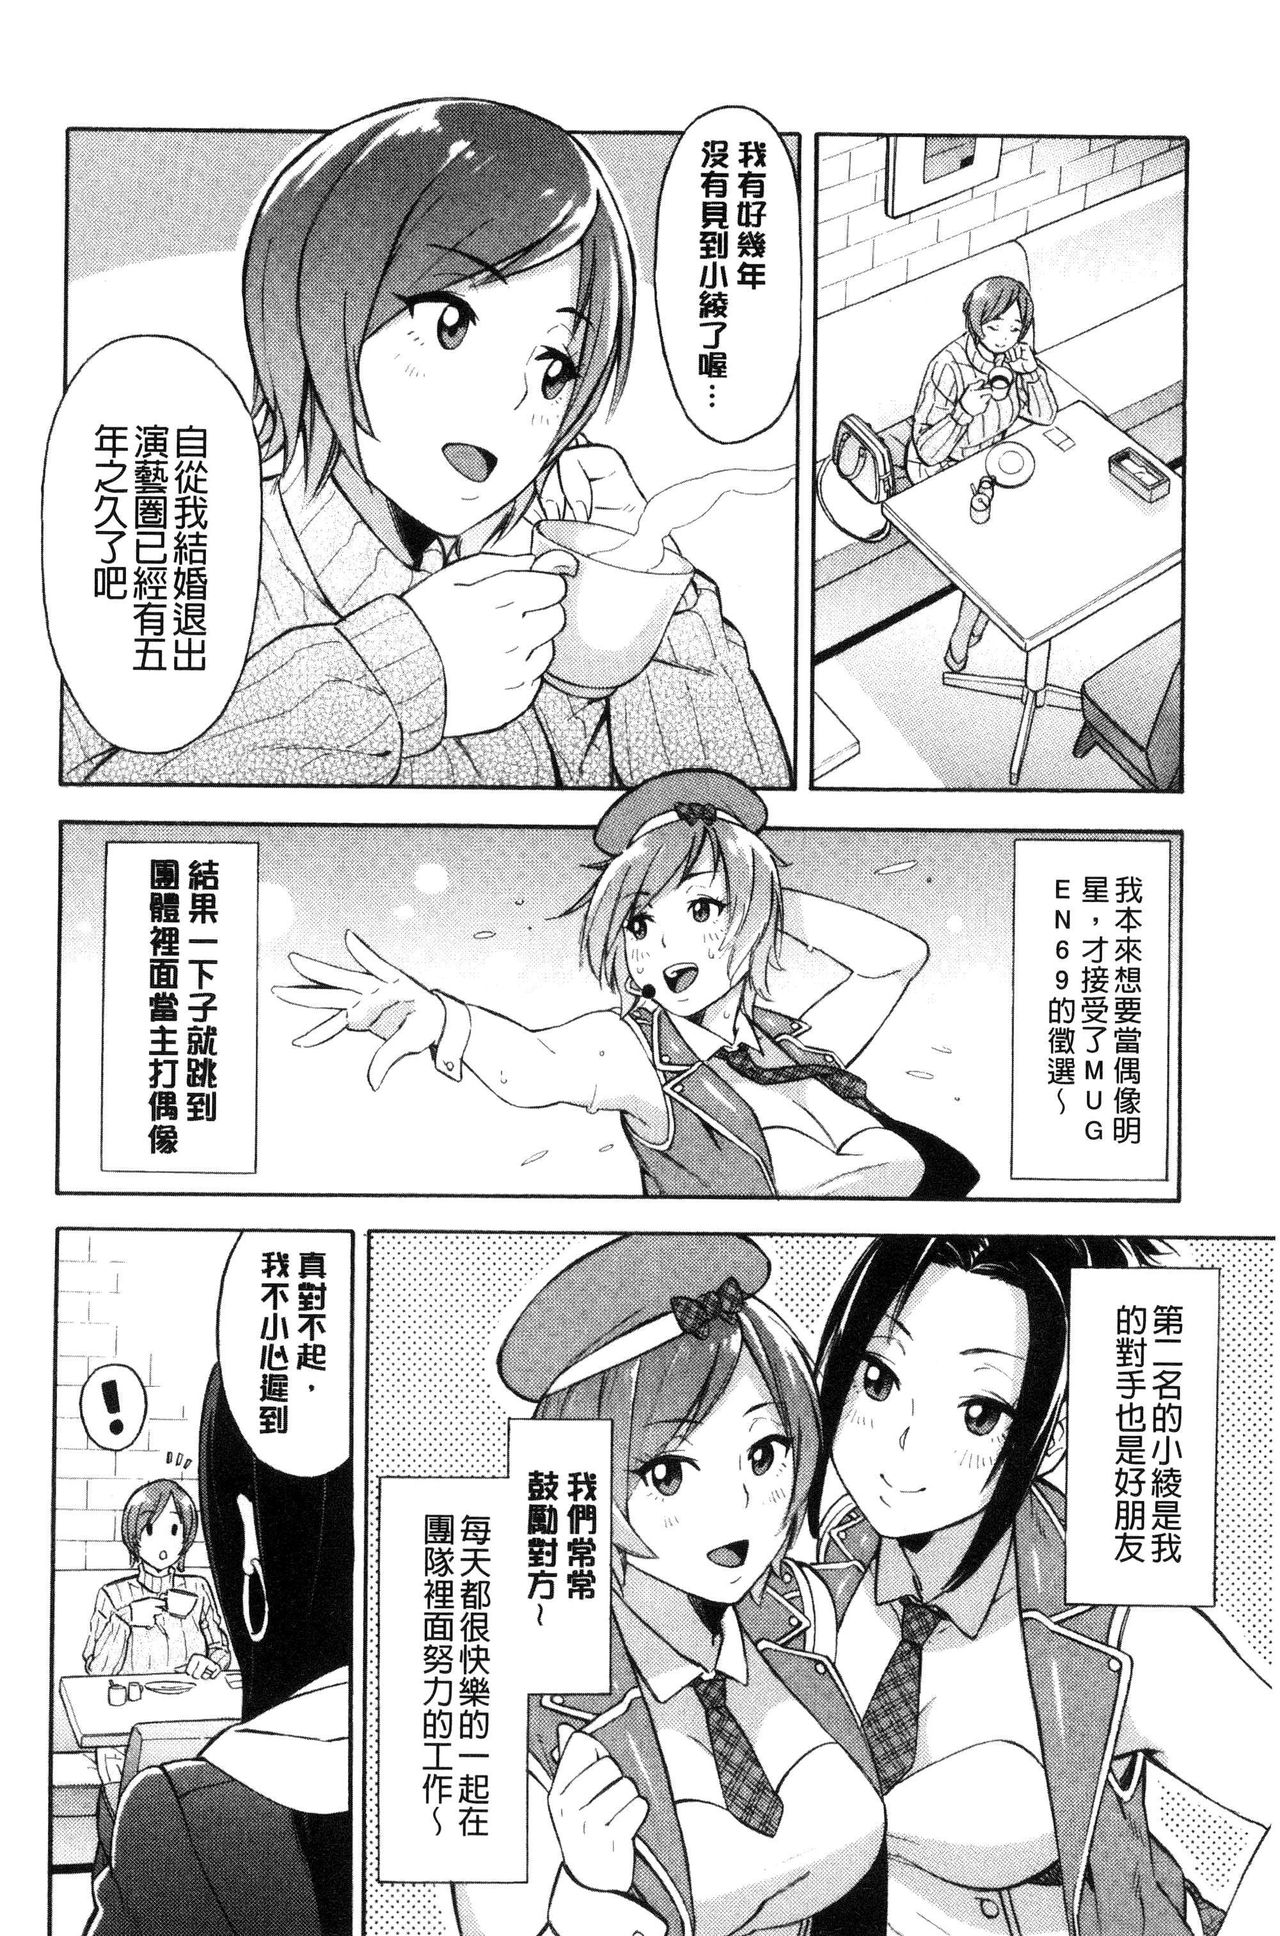 我有好幾年
沒有見到小綾了喔…
自從我結婚退出
演藝圈已經有五
年之久了吧
我本來想要當偶像明
星，才接受了MUG
EN69的徵選～
結果一下子就跳到
團體裡面當主打偶像
第二名的小綾是我
的對手也是好朋友
我們常常
鼓勵對方～
每天都很快樂的一起在
團隊裡面努力的工作～
真對不起，
我不小心遲到
！